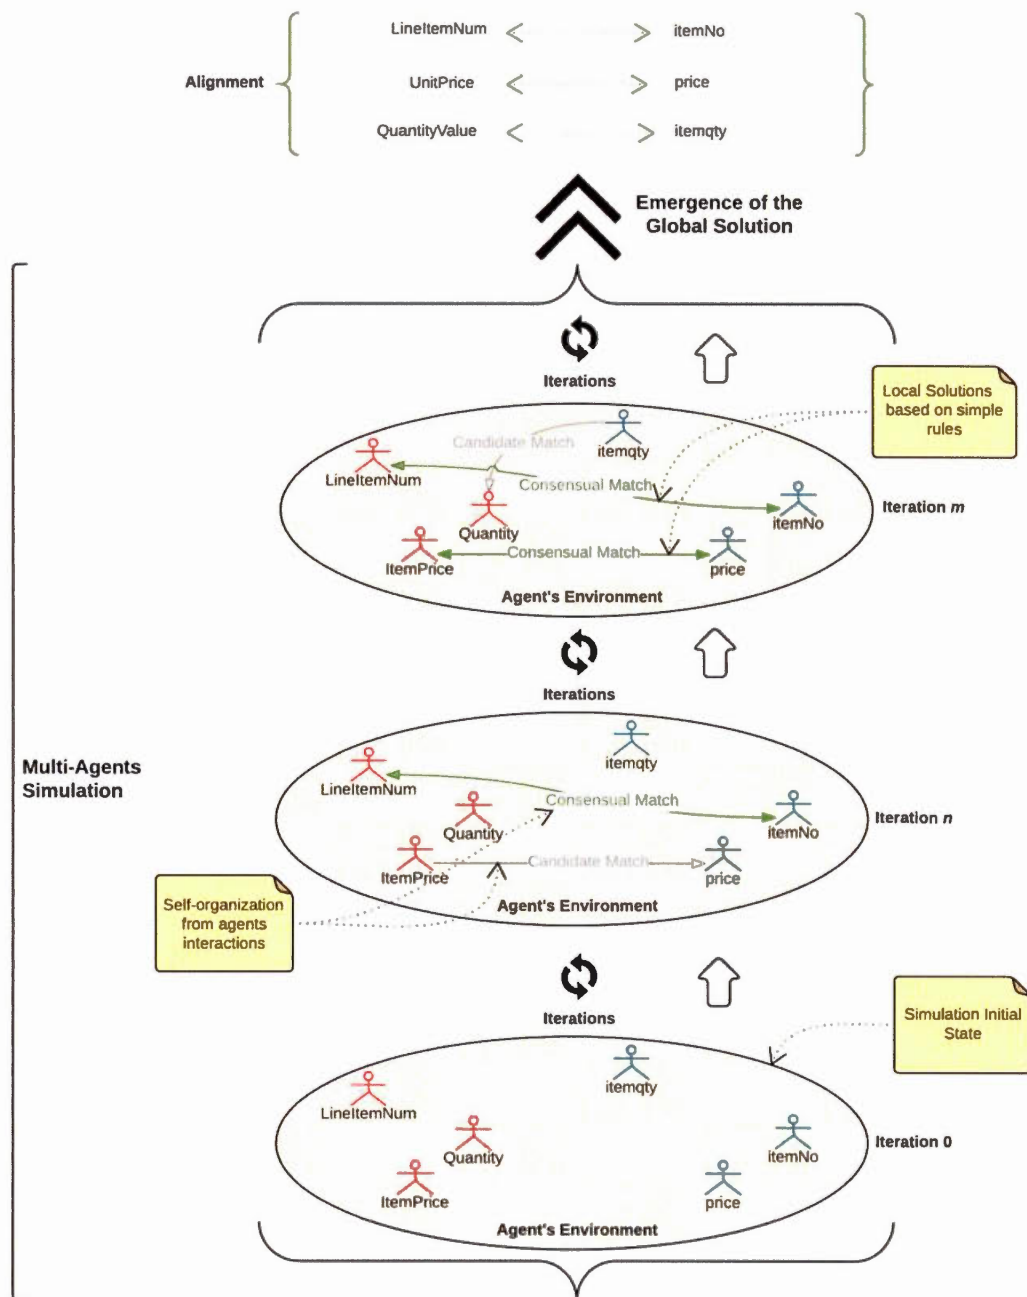 LineItemNum itemNo
Alignment UnitPrice price
QuantityValue itemqty
Emergence of the
Global Solution
Iterations
Local Solutions
based on simple
rules
Candidate Match
itemqty
LineItemNum
Consensual Match
Quantity
itemNo
Iteration m
ItemPrice
Consensual Match
price
Agent's Environment
Iterations
Multi-Agents
Simulation
itemqty
LineItemNum
Consensual Match
Quantity
itemNo
Iteration n
ItemPrice
Candidate Match
price
Agent's Environment
Self-organization
from agents
interactions
Iterations
Simulation Initial
State
itemqty
LineItemNum
Quantity
itemNo
Iteration 0
ItemPrice
price
Agent's Environment